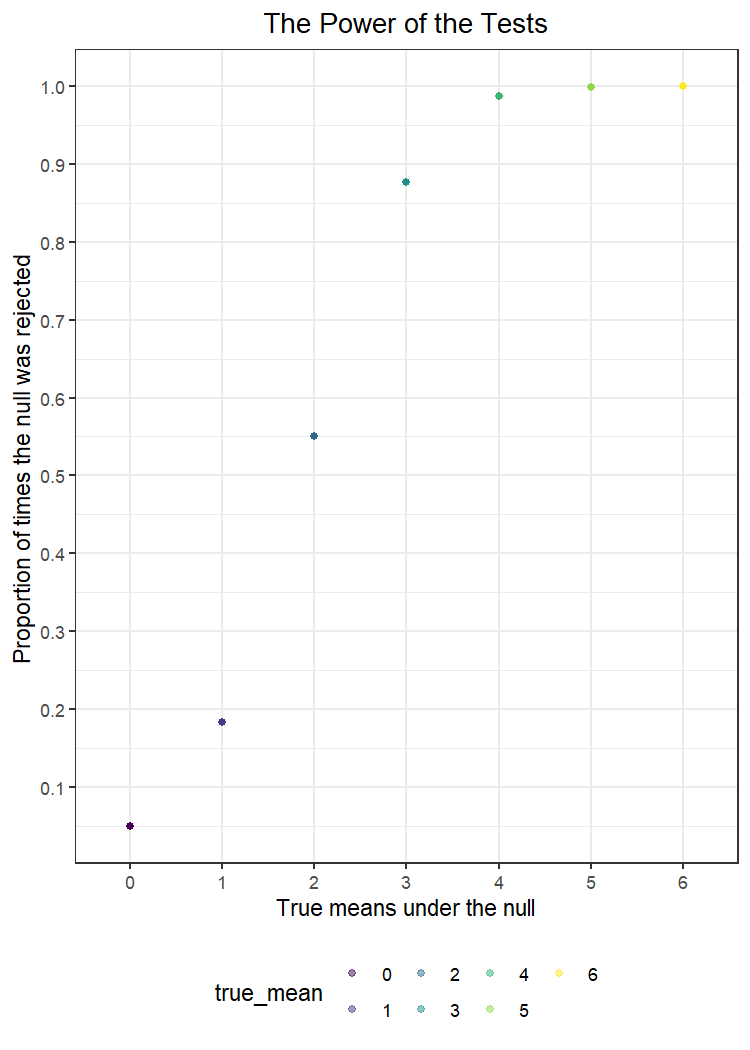 The Power of the Tests
Proportion of times the null was rejected
1.0
0.9
0.8
0.7
0.6
0.5
0.4
0.3
0.2
0.1
0 1 2 3 4 5 6
True means under the null
true_mean
0 2 4 6
1 3 5